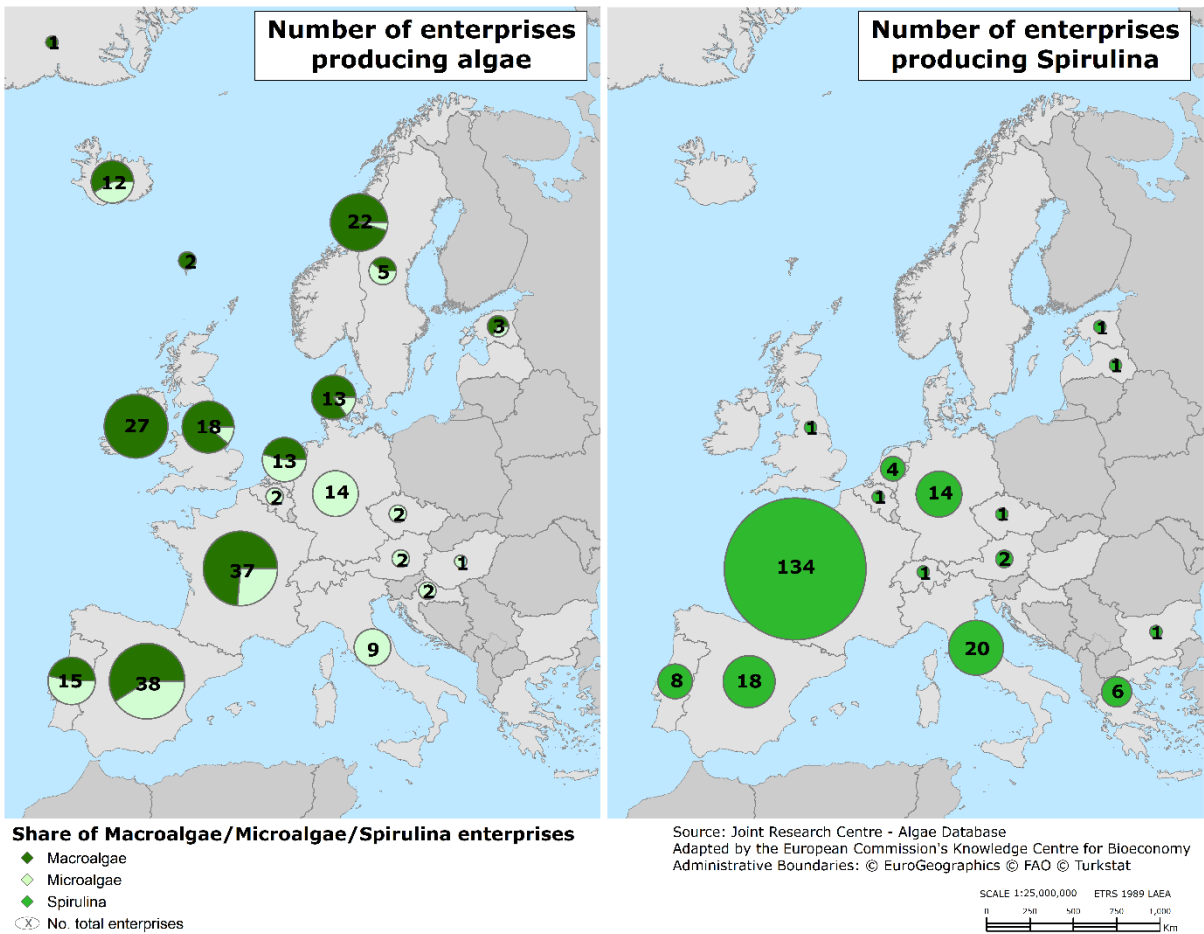 Number of enterprises
producing algae
1
12
22
2
5
3
13
27
18
13
14
2
2
37
2
1
2
9
15
38
Number of enterprises
producing Spirulina
1
1
1
4
14
1
1
134
2
1
1
20
8
18
6
Share of Macroalgae/Microalgae/Spirulina enterprises
Macroalgae
Microalgae
Spirulina
X No. total enterprises
Source: Joint Research Centre - Algae Database
Adapted by the European Commission's Knowledge Centre for Bioeconomy
Administrative Boundaries: © EuroGeographics © FAO © Turkstat
SCALE 1:25,000,000 ETRS 1989 LAEA
0 250 500 750 1,000
Km